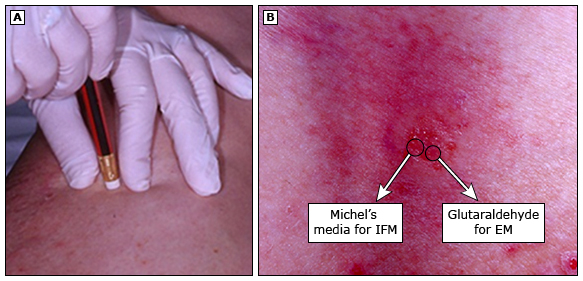 A
B
Michel's
media for IFM
Glutaraldehyde
for EM